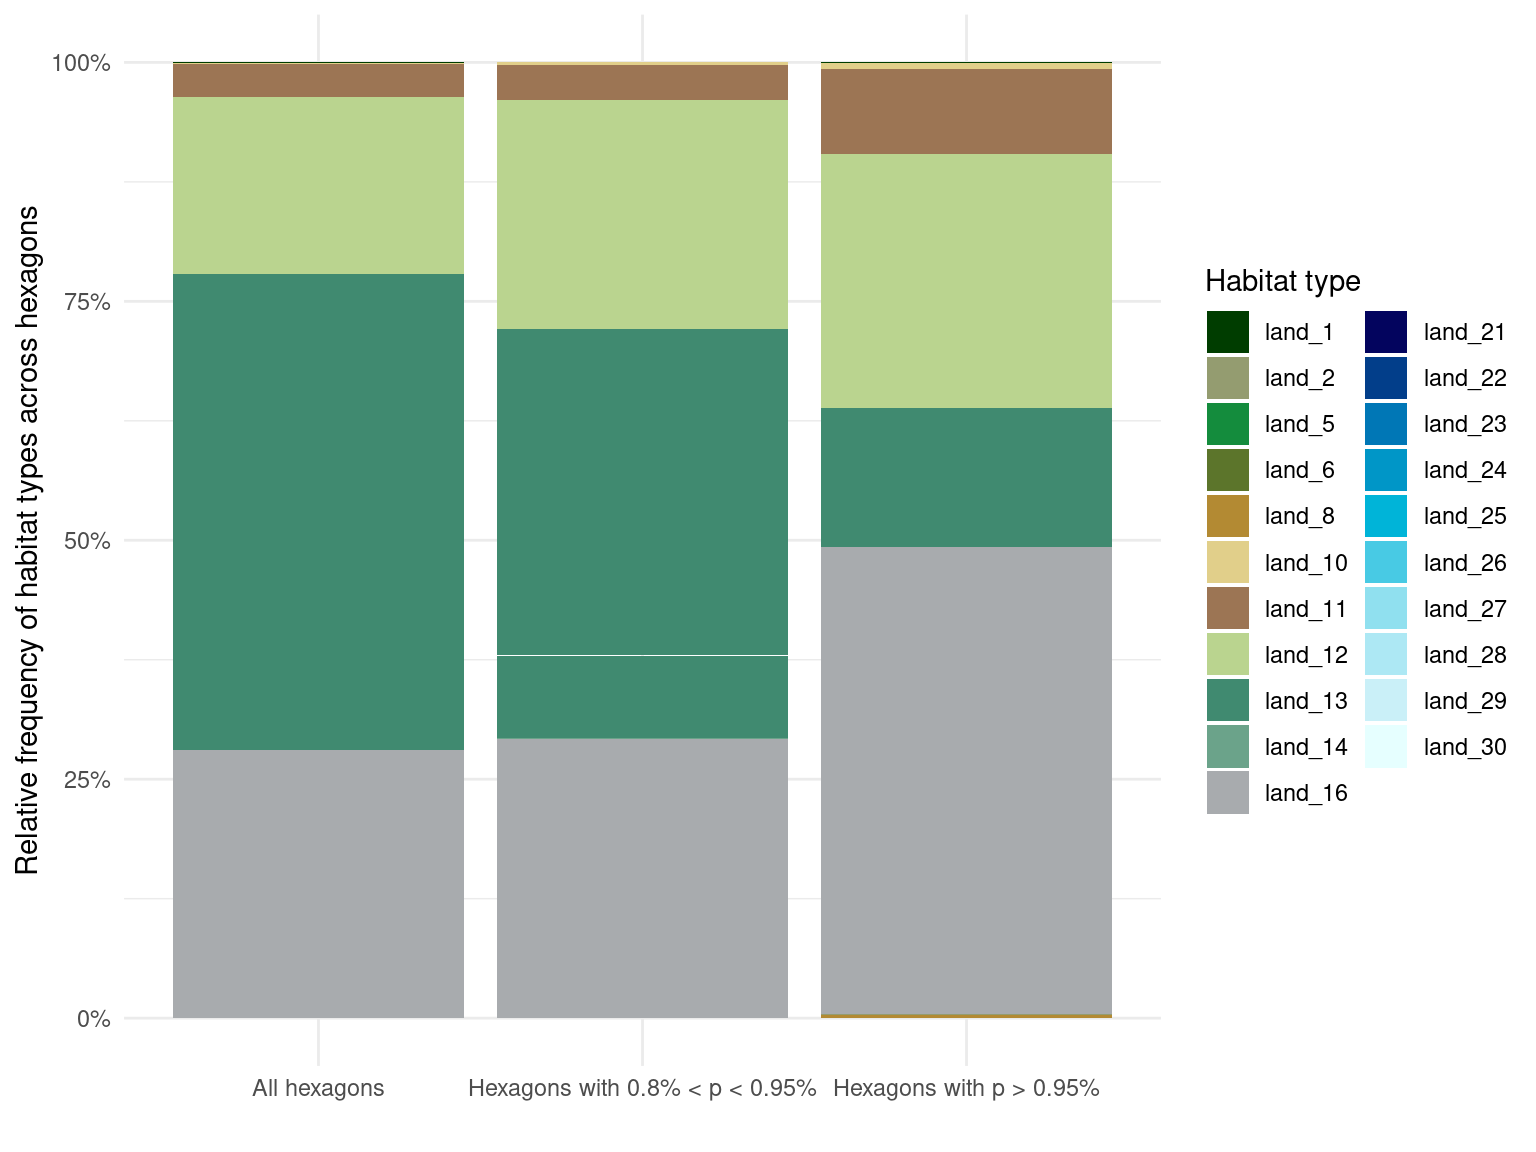 Relative frequency of habitat types across hexagons
100%
75%
50%
25%
0%
All hexagons
Hexagons with 0.8% < p < 0.95%
Hexagons with p > 0.95%
Habitat type
land_1
land_2
land_5
land_6
land_8
land_10
land_11
land_12
land_13
land_14
land_16
land_21
land_22
land_23
land_24
land_25
land_26
land_27
land_28
land_29
land_30